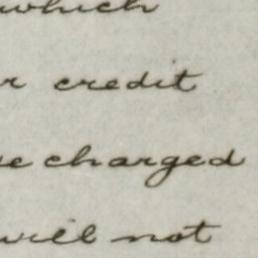 which
r credit
e charged
will not